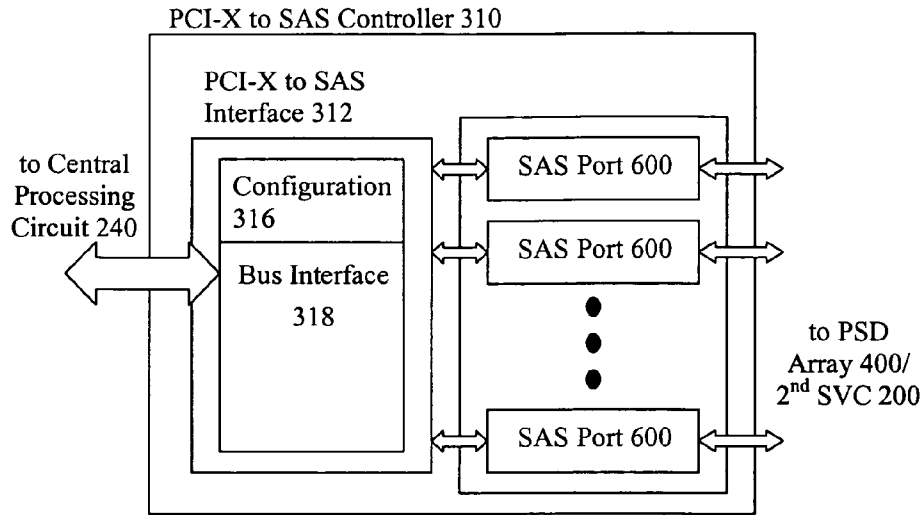 PCI-X to SAS Controller 310
PCI-X to SAS
Interface 312
to Central
Processing
Circuit 240
Configuration
316
Bus Interface
318
SAS Port 600
SAS Port 600
SAS Port 600
to PSD
Array 400/
2nd SVC 200